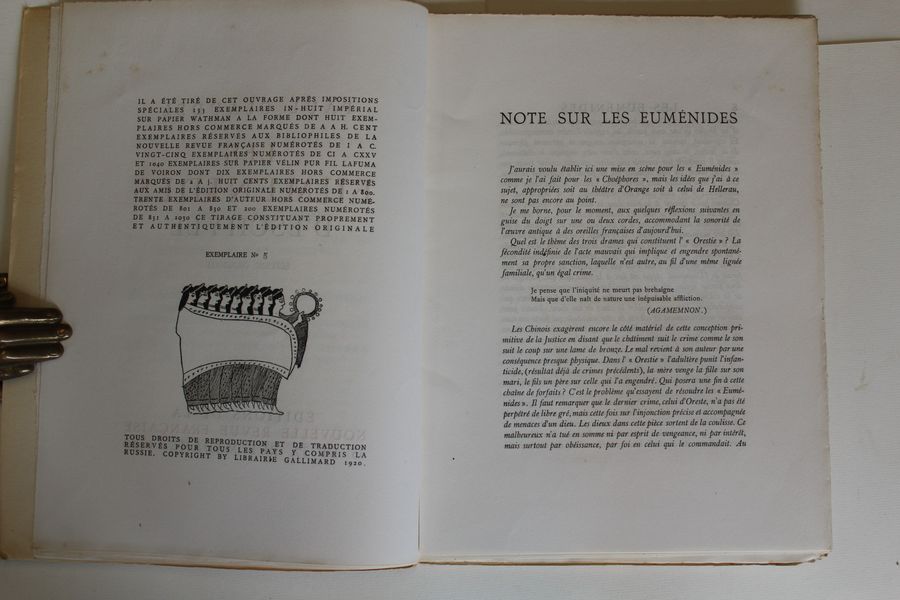 IL A ÉTÉ TIRÉ DE CET OUVRAGE APRÈS IMPOSITIONS
SPÉCIALES 133 EXEMPLAIRES IN-HUIT IMPÉRIAL
SUR PAPIER WATHMAN A LA FORME DONT HUIT EXEM-
PLAIRES HORS COMMERCE MARQUÉS DE A A H. CENT
EXEMPLAIRES RÉSERVÉS AUX BIBLIOPHILES DE LA
NOUVELLE REVUE FRANÇAISE NUMÉROTÉS DE I A C.
VINGT-CINQ EXEMPLAIRES NUMÉROTÉS DE CI A CXXV
ET 1040 EXEMPLAIRES SUR PAPIER VÉLIN PUR FIL LAFUMA
DE VOIRON DONT DIX EXEMPLAIRES HORS COMMERCE
MARQUÉS DE a A j. HUIT CENTS EXEMPLAIRES RÉSERVÉS
AUX AMIS DE L'ÉDITION ORIGINALE NUMÉROTÉS DE 1 A 800.
TRENTE EXEMPLAIRES D'AUTEUR HORS COMMERCE NUMÉ-
ROTÉS DE 801 A 830 ET 200 EXEMPLAIRES NUMÉROTÉS
DE 831 A 1030 CE TIRAGE CONSTITUANT PROPREMENT
ET AUTHENTIQUEMENT L'ÉDITION ORIGINALE
EXEMPLAIRE No
TOUS DROITS DE REPRODUCTION ET DE TRADUCTION
RÉSERVÉS POUR TOUS LES PAYS Y COMPRIS LA
RUSSIE. COPYRIGHT BY LIBRAIRIE GALLIMARD 1920.
NOTE SUR LES EUMÉNIDES
J'aurais voulu établir ici une mise en scène pour les « Euménides »
comme je l'ai fait pour les « Choéphores », mais les idées que j'ai à ce
sujet, appropriées soit au théâtre d'Orange soit à celui de Hellerau,
ne sont pas encore au point.
Je me borne, pour le moment, aux quelques réflexions suivantes en
guise du doigt sur une ou deux cordes, accommodant la sonorité de
l'œuvre antique à des oreilles françaises d'aujourd'hui.
Quel est le thème des trois drames qui constituent l' « Orestie » ? La
fécondité indéfinie de l'acte mauvais qui implique et engendre spontané-
ment sa propre sanction, laquelle n'est autre, au fil d'une même lignée
familiale, qu'un égal crime.
Je pense que l'iniquité ne meurt pas brehaigne
Mais que d'elle naît de nature une inépuisable affliction.
(AGAMEMNON.)
Les Chinois exagèrent encore le côté matériel de cette conception pri-
mitive de la Justice en disant que le châtiment suit le crime comme le son
suit le coup sur une lame de bronze. Le mal revient à son auteur par une
conséquence presque physique. Dans l' « Orestie » l'adultère punit l'infan-
ticide, (résultat déjà de crimes précédents), la mère venge la fille sur son
mari, le fils un père sur celle qui l'a engendré. Qui posera une fin à cette
chaîne de forfaits ? C'est le problème qu'essayent de résoudre les « Eumé-
nides ». Il faut remarquer que le dernier crime, celui d'Oreste, n'a pas été
perpétré de libre gré, mais cette fois sur l'injonction précise et accompagnée
de menaces d'un dieu. Les dieux dans cette pièce sortent de la coulisse. Ce
malheureux n'a tué en somme ni par esprit de vengeance, ni par intérêt,
mais surtout par obéissance, par foi en celui qui le commandait. Au